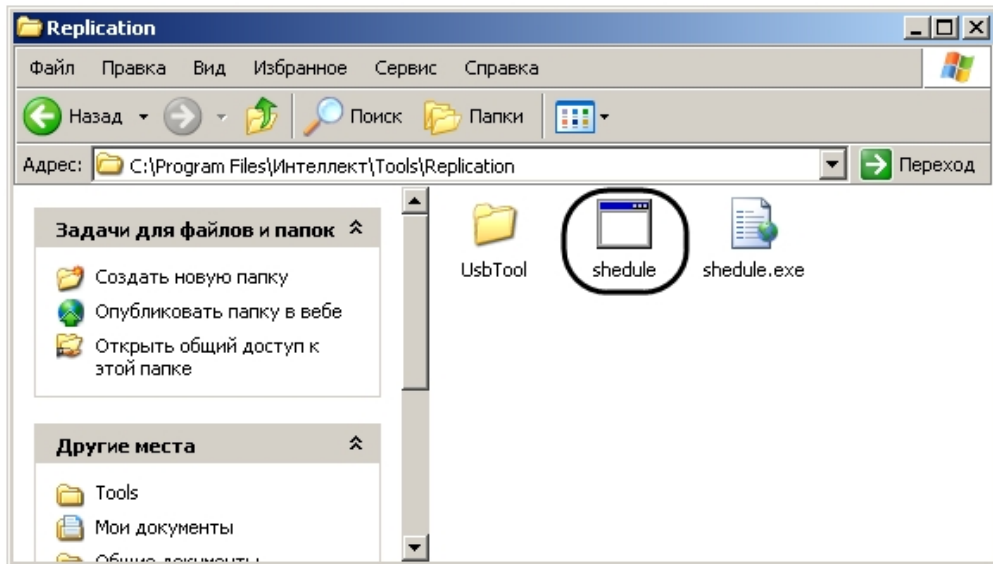 Replication
Файл Правка Вид Избранное Сервис Справка
Назад Поиск Папки
Адрес: C:\Program Files\Интеллект\Tools\Replication Переход
Задачи для файлов и папок
Создать новую папку
Опубликовать папку в вебе
Открыть общий доступ к
этой папке
Другие места
Tools
Мои документы
Общие документы
UsbTool shedule shedule.exe